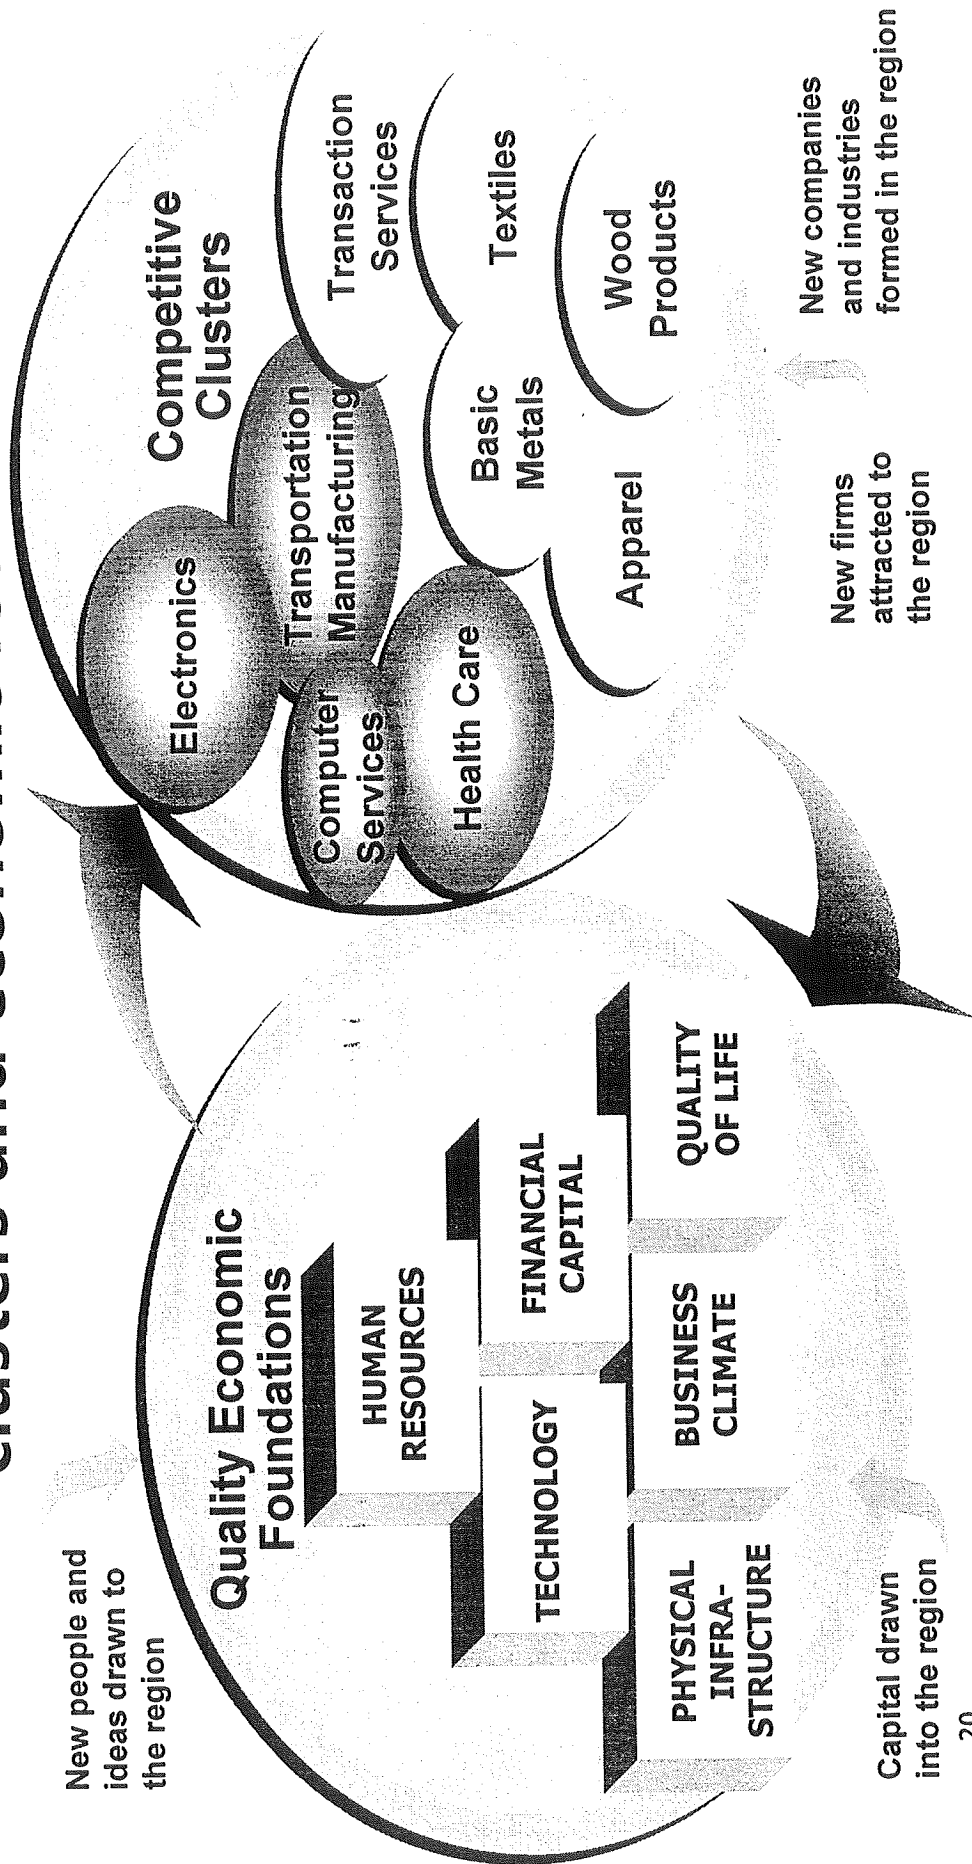 Clusters and
New people and
ideas drawn to
the region
Quality Economic
Foundations
HUMAN
RESOURCES
TECHNOLOGY
FINANCIAL
CAPITAL
PHYSICAL
INFRA-
STRUCTURE
BUSINESS
CLIMATE
QUALITY
OF LIFE
Capital drawn
into the region
Competitive
Clusters
Electronics
Transportation
Manufacturing
Computer
Services
Health Care
Transaction
Services
Textiles
Basic
Metals
Wood
Products
Apparel
New firms
attracted to
the region
New companies
and industries
formed in the region
20